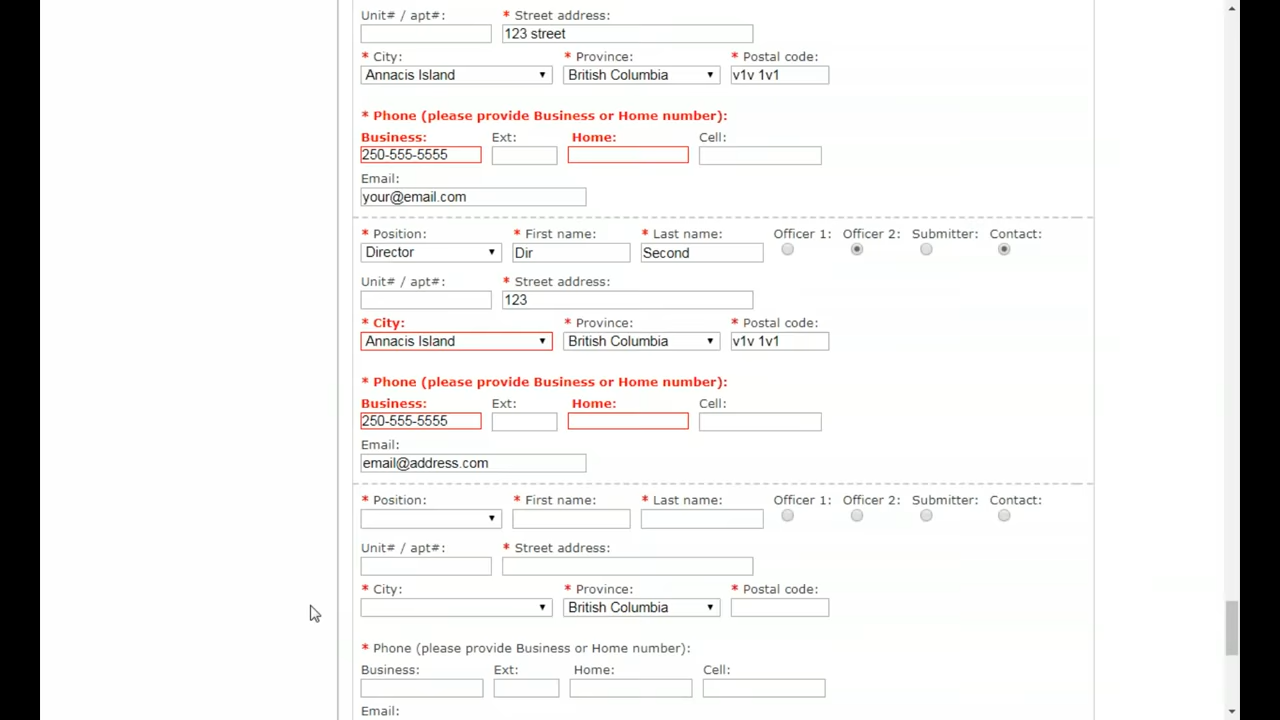 Unit# / apt#: * Street address:
123 street
* City: * Province: * Postal code:
Annacis Island British Columbia v1v 1v1
* Phone (please provide Business or Home number):
Business: Ext: Home: Cell:
250-555-5555
Email:
your@email.com
* Position: * First name: * Last name: Officer 1: Officer 2: Submitter: Contact:
Director Dir Second
Unit# / apt#: * Street address:
123
* City: * Province: * Postal code:
Annacis Island British Columbia v1v 1v1
* Phone (please provide Business or Home number):
Business: Ext: Home: Cell:
250-555-5555
Email:
email@address.com
* Position: * First name: * Last name: Officer 1: Officer 2: Submitter: Contact:
Unit# / apt#: * Street address:
* City: * Province: * Postal code:
British Columbia
* Phone (please provide Business or Home number):
Business: Ext: Home: Cell:
Email: